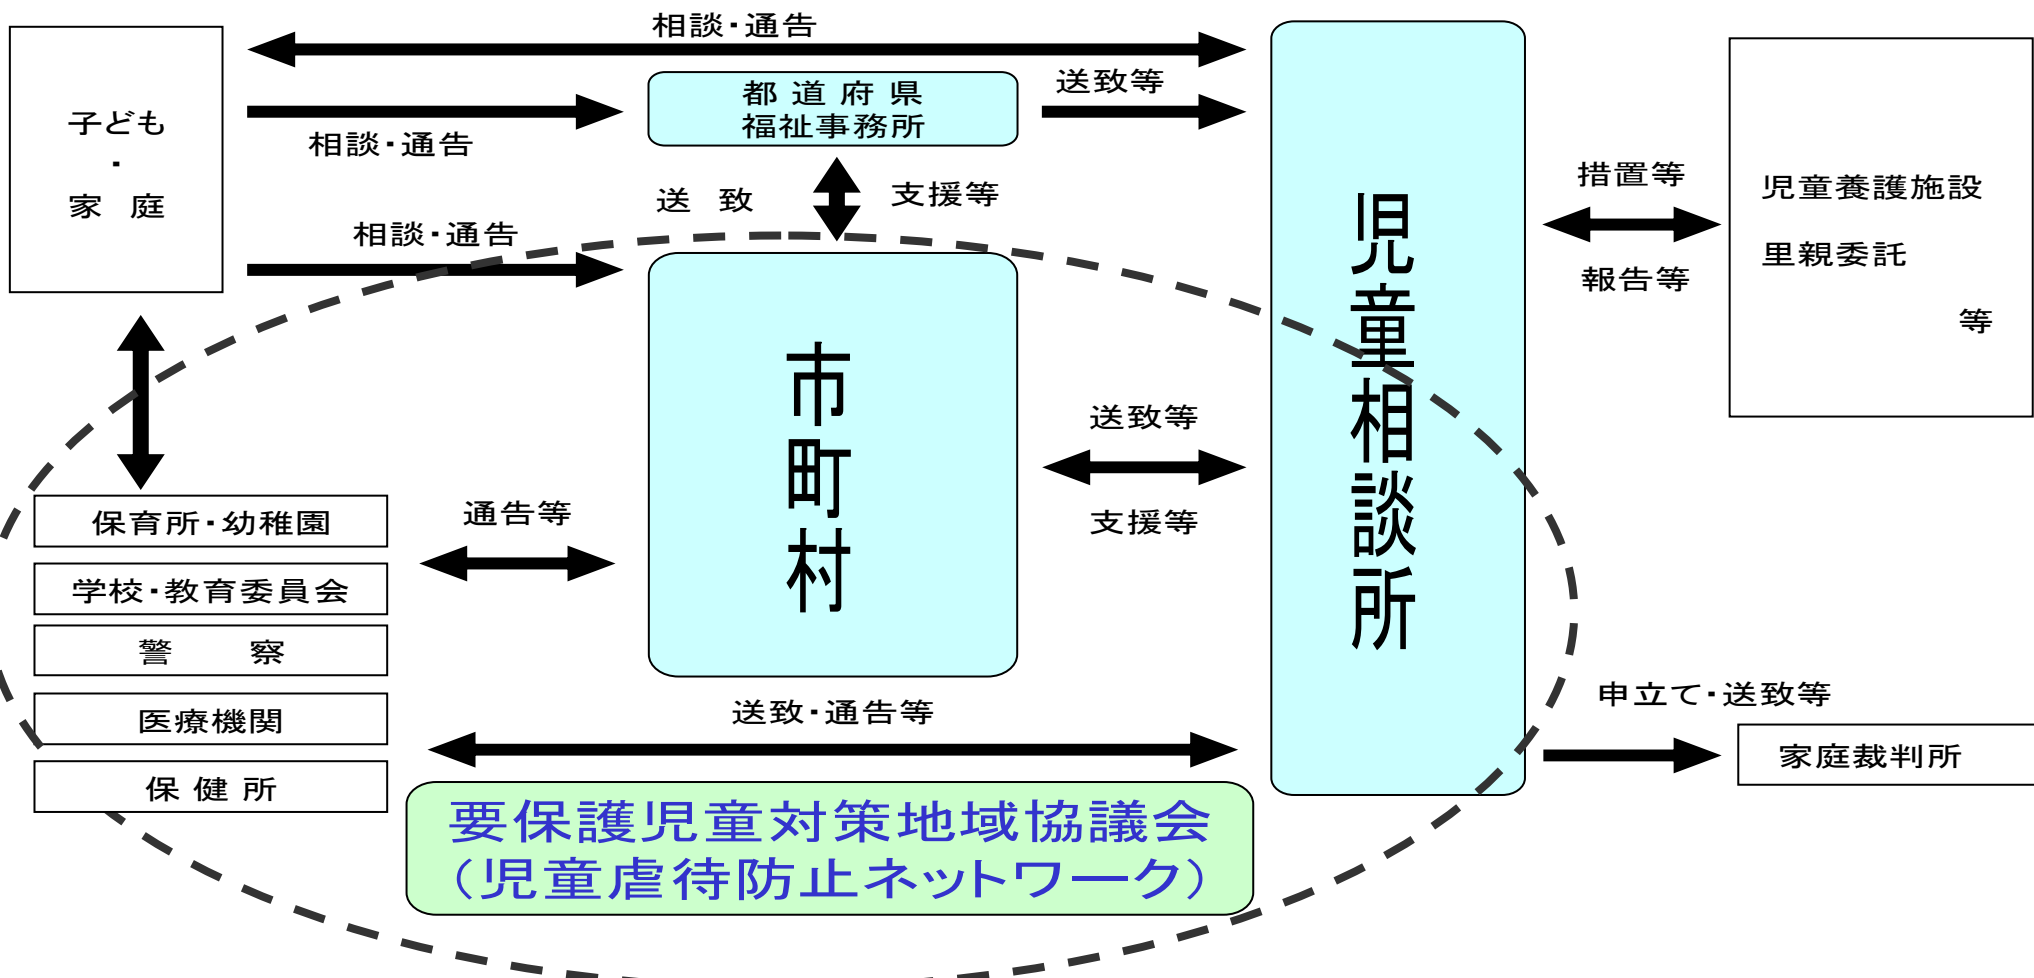 相談・通告
子ども
・
家 庭
都 道 府 県
福祉事務所
送致等
相談・通告
送 致
支援等
相談・通告
児童相談所
措置等
報告等
児童養護施設
里親委託
等
市町村
送致等
支援等
通告等
保育所・幼稚園
学校・教育委員会
警 察
医療機関
保 健 所
送致・通告等
申立て・送致等
家庭裁判所
要保護児童対策地域協議会
（児童虐待防止ネットワーク）